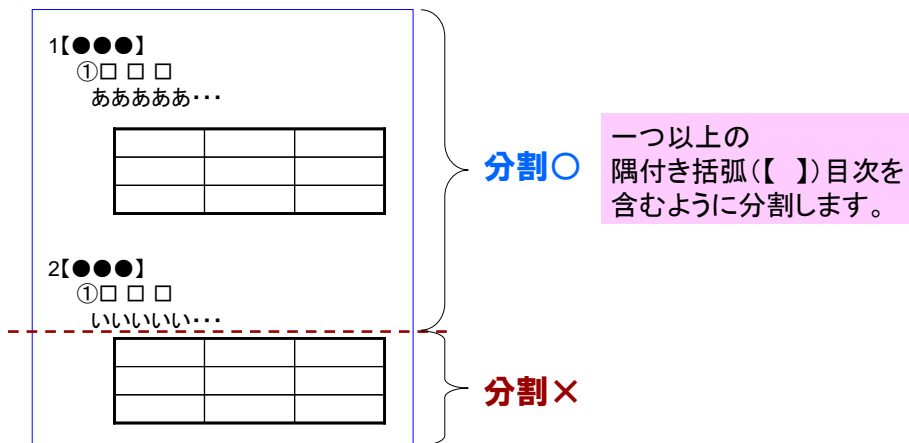 1【●●●】
①□ □ □
あああああ・・・
2【●●●】
①□ □ □
いいいいい・・・
分割○
分割×
一つ以上の
隅付き括弧(【　】)目次を
含むように分割します。